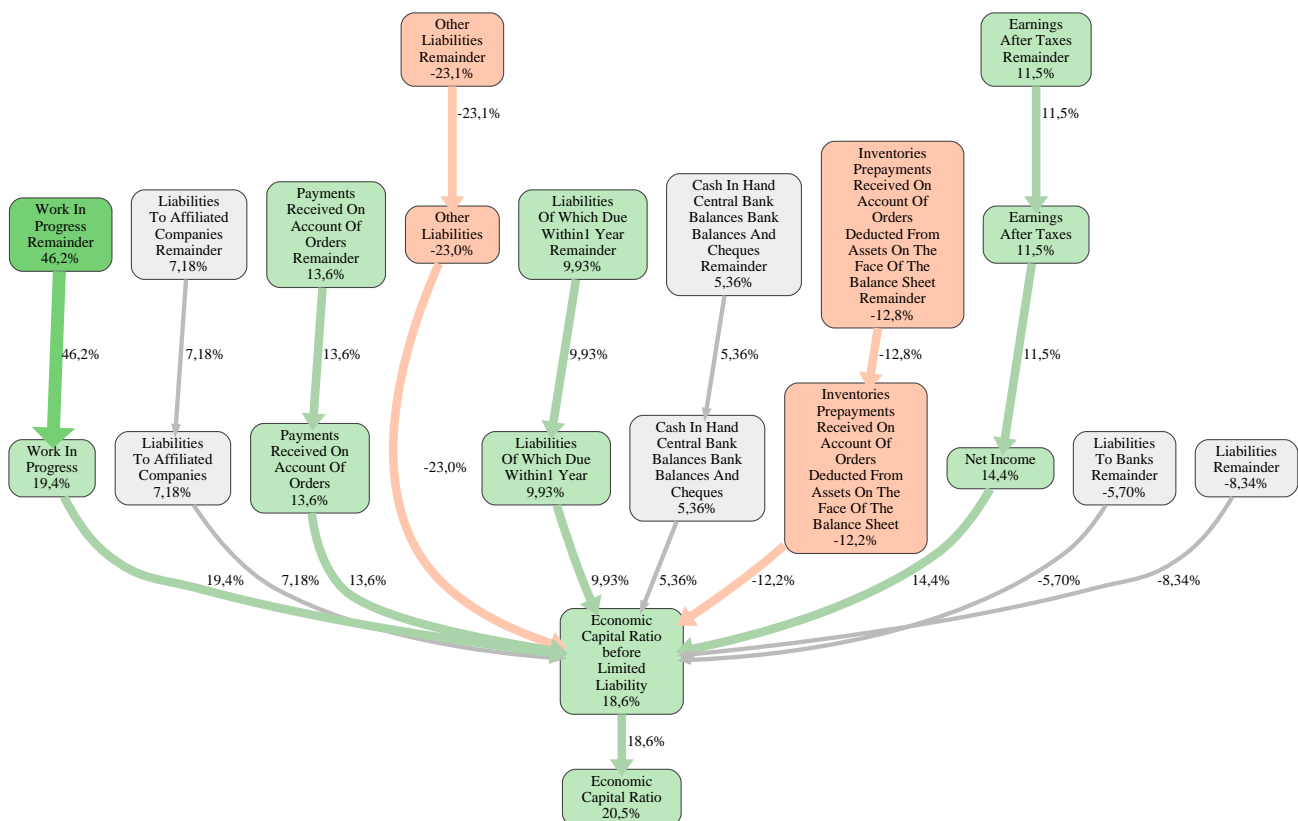 Other
Liabilities
Remainder
-23,1%
Earnings
After Taxes
Remainder
11,5%
-23,1%
11,5%
Work In
Progress
Remainder
46,2%
Liabilities
To Affiliated
Companies
Remainder
7,18%
Payments
Received On
Account Of
Orders
Remainder
13,6%
Other
Liabilities
-23,0%
Liabilities
Of Which Due
Within1 Year
Remainder
9,93%
Cash In Hand
Central Bank
Balances Bank
Balances And
Cheques
Remainder
5,36%
Inventories
Prepayments
Received On
Account Of
Orders
Deducted From
Assets On The
Face Of The
Balance Sheet
Remainder
-12,8%
Earnings
After Taxes
11,5%
46,2%
7,18%
13,6%
9,93%
5,36%
-12,8%
11,5%
Work In
Progress
19,4%
Liabilities
To Affiliated
Companies
7,18%
Payments
Received On
Account Of
Orders
13,6%
-23,0%
Liabilities
Of Which Due
Within1 Year
9,93%
Cash In Hand
Central Bank
Balances Bank
Balances And
Cheques
5,36%
Inventories
Prepayments
Received On
Account Of
Orders
Deducted From
Assets On The
Face Of The
Balance Sheet
-12,2%
Net Income
14,4%
Liabilities
To Banks
Remainder
-5,70%
Liabilities
Remainder
-8,34%
19,4%
7,18%
13,6%
9,93%
5,36%
-12,2%
14,4%
-5,70%
-8,34%
Economic
Capital Ratio
before
Limited
Liability
18,6%
18,6%
Economic
Capital Ratio
20,5%